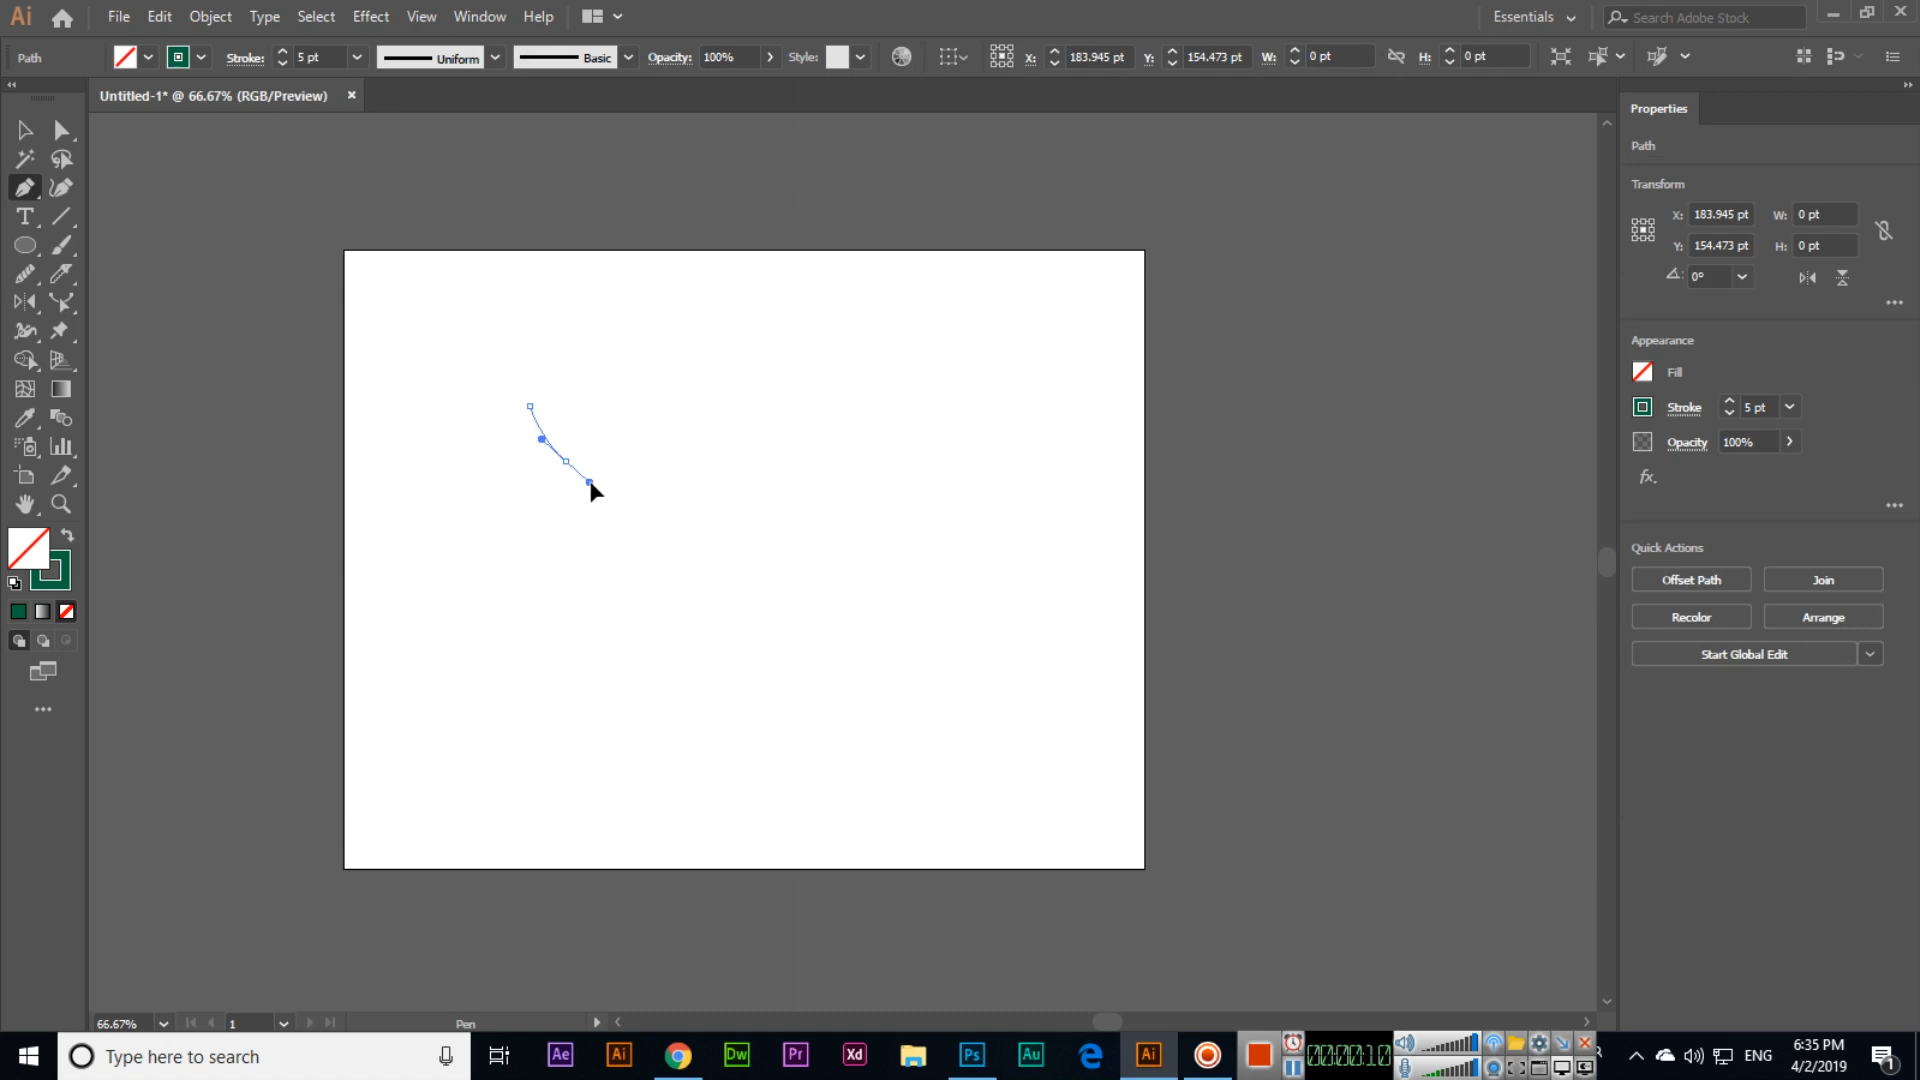 Ai File Edit Object Type Select Effect View Window Help Essentials Search Adobe Stock
Path Stroke: 5 pt Uniform Basic Opacity: 100% Style: X: 183.945 pt Y: 154.473 pt W: 0 pt H: 0 pt
Untitled-1* @ 66.67% (RGB/Preview)
Properties
Path
Transform
X: 183.945 pt W: 0 pt
Y: 154.473 pt H: 0 pt
0°
Appearance
Fill
Stroke 5 pt
Opacity 100%
fx.
Quick Actions
Offset Path Join
Recolor Arrange
Start Global Edit
66.67% 1 Pen
Type here to search Ae Ai Dw Pr Xd Ps Au Ai 00:00:10 ENG 6:35 PM
4/2/2019 1